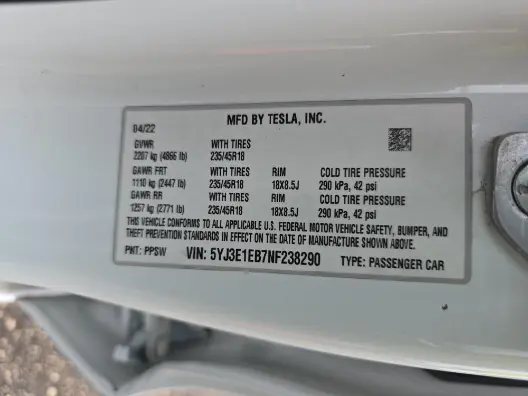 MFD BY TESLA, INC.
04/22
GVWR WITH TIRES
2207 kg (4866 lb) 235/45R18
GAWR FRT WITH TIRES RIM COLD TIRE PRESSURE
1110 kg (2447 lb) 235/45R18 18X8.5J 290 kPa, 42 psi
GAWR RR WITH TIRES RIM COLD TIRE PRESSURE
1257 kg (2771 lb) 235/45R18 18X8.5J 290 kPa, 42 psi
THIS VEHICLE CONFORMS TO ALL APPLICABLE U.S. FEDERAL MOTOR VEHICLE SAFETY, BUMPER, AND
THEFT PREVENTION STANDARDS IN EFFECT ON THE DATE OF MANUFACTURE SHOWN ABOVE.
PNT: PPSW VIN: 5YJ3E1EB7NF238290 TYPE: PASSENGER CAR